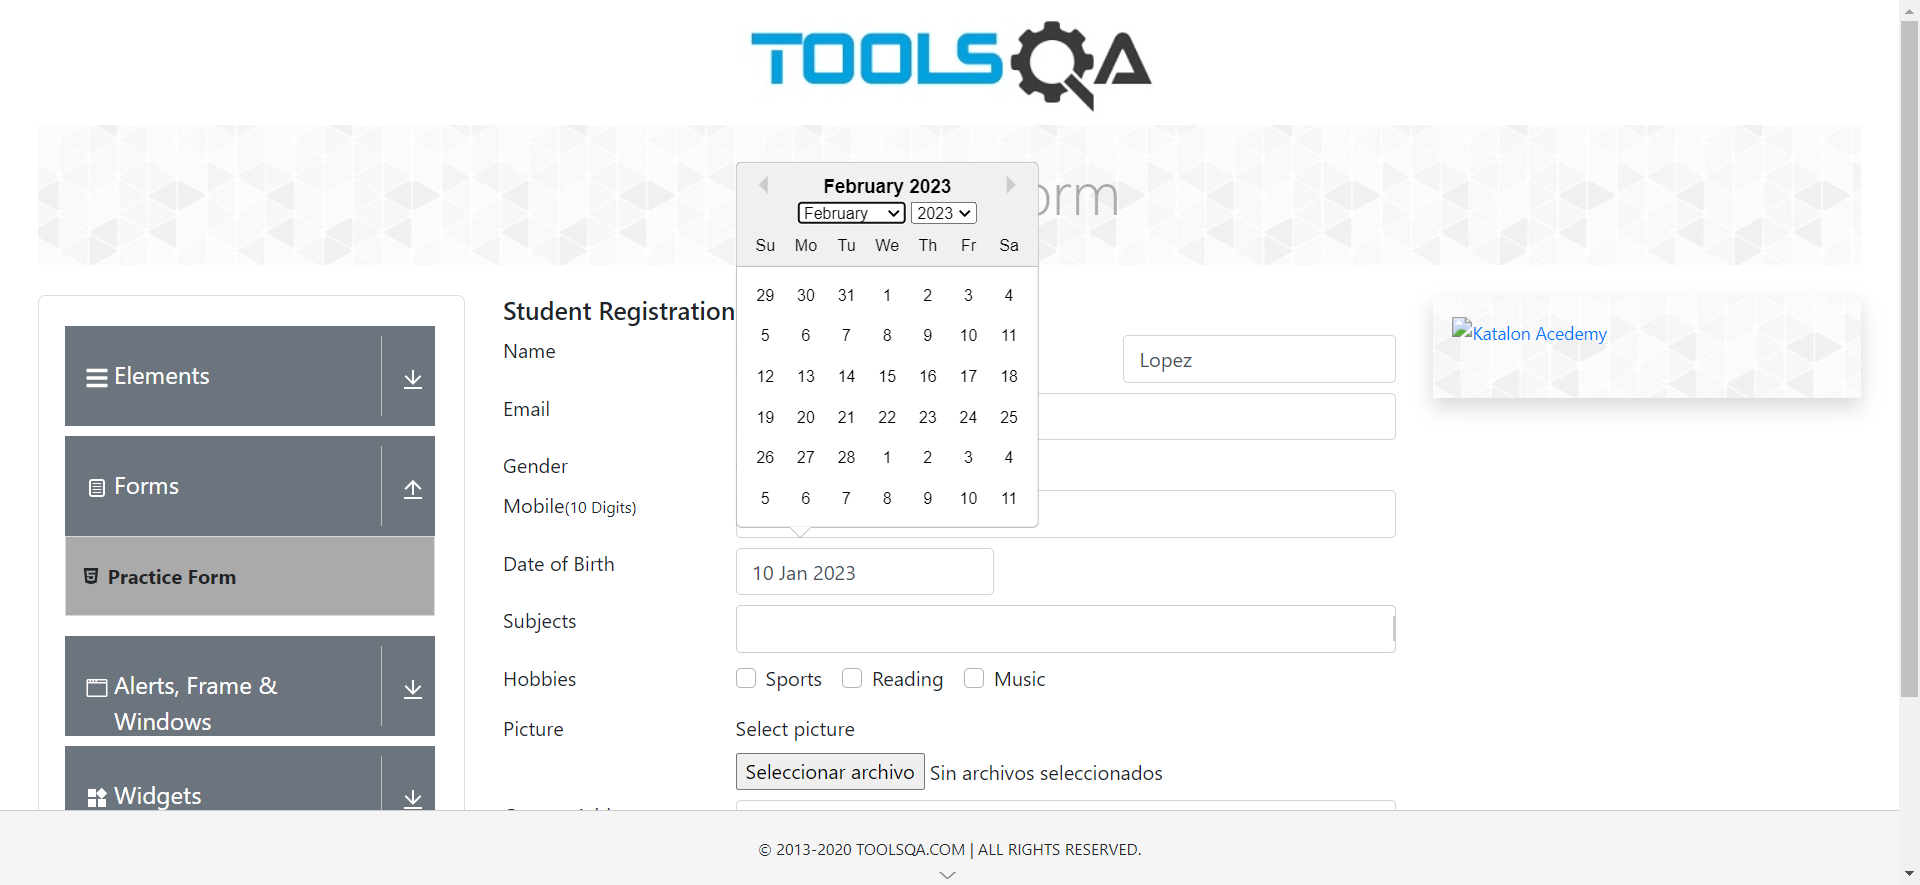 TOOLSQA
orm
February 2023
February 2023
Su Mo Tu We Th Fr Sa
29 30 31 1 2 3 4
5 6 7 8 9 10 11
12 13 14 15 16 17 18
19 20 21 22 23 24 25
26 27 28 1 2 3 4
5 6 7 8 9 10 11
Elements
Forms
Practice Form
Alerts, Frame &
Windows
Widgets
Student Registration
Name
Lopez
Email
Gender
Mobile(10 Digits)
Date of Birth
10 Jan 2023
Subjects
Hobbies
Sports Reading Music
Picture
Select picture
Seleccionar archivo Sin archivos seleccionados
Katalon Acedemy
© 2013-2020 TOOLSQA.COM | ALL RIGHTS RESERVED.